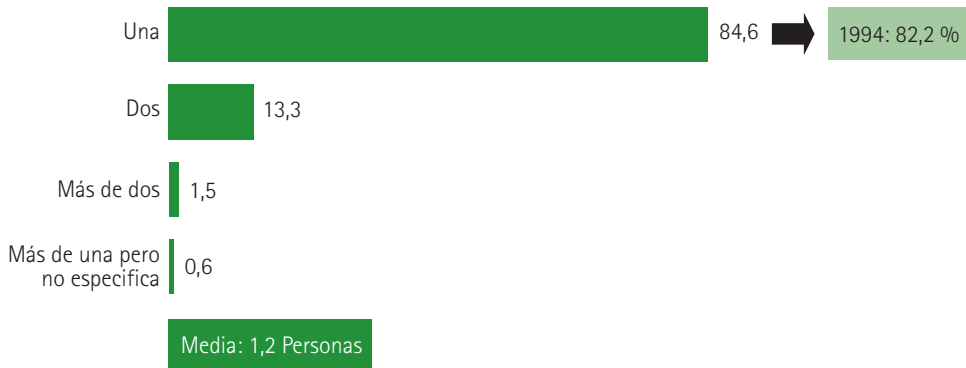 Una 84,6 1994: 82,2 %
Dos 13,3
Más de dos 1,5
Más de una pero
no especifica 0,6
Media: 1,2 Personas